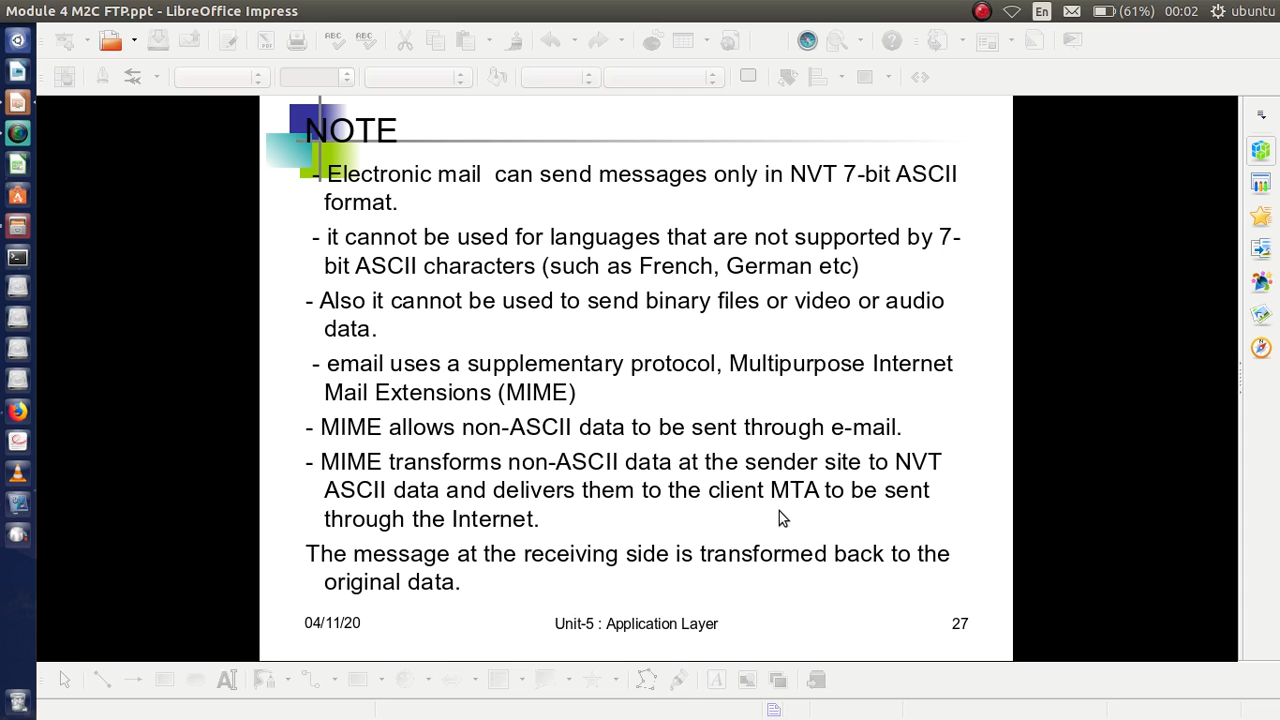 Module 4 M2C FTP.ppt - LibreOffice Impress
En
(61%)
00:02
ubuntu
NOTE
- Electronic mail  can send messages only in NVT 7-bit ASCII
format.
- it cannot be used for languages that are not supported by 7-
bit ASCII characters (such as French, German etc)
- Also it cannot be used to send binary files or video or audio
data.
- email uses a supplementary protocol, Multipurpose Internet
Mail Extensions (MIME)
- MIME allows non-ASCII data to be sent through e-mail.
- MIME transforms non-ASCII data at the sender site to NVT
ASCII data and delivers them to the client MTA to be sent
through the Internet.
The message at the receiving side is transformed back to the
original data.
04/11/20
Unit-5 : Application Layer
27